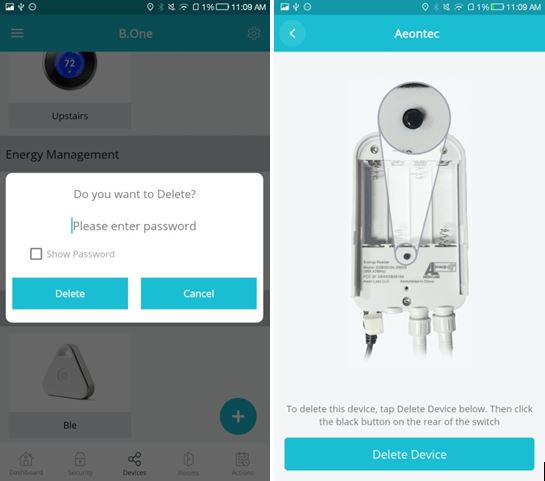 1% 11:09 AM
B.One
72
Upstairs
Energy Management
Do you want to Delete?
Please enter password
Show Password
Delete Cancel
Ble
+
Dashboard Security Devices Rooms Actions
1% 11:09 AM
Aeontec
Energy Reader
To delete this device, tap Delete Device below. Then click
the black button on the rear of the switch
Delete Device